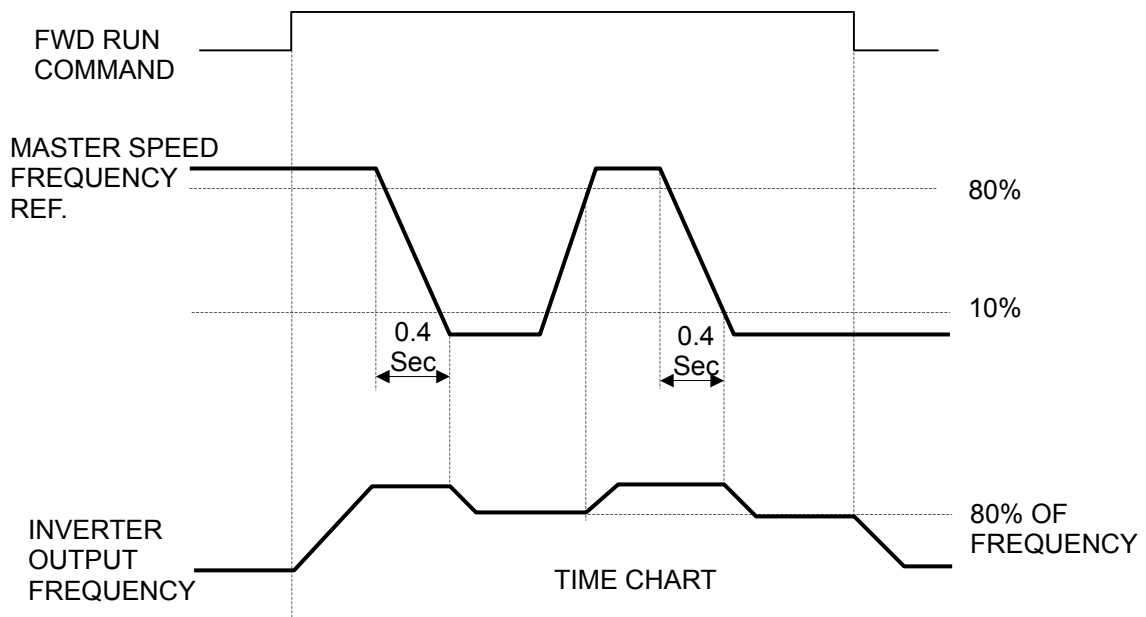 FWD RUN
COMMAND
MASTER SPEED
FREQUENCY
REF.
80%
10%
0.4
Sec
0.4
Sec
INVERTER
OUTPUT
FREQUENCY
80% OF
FREQUENCY
TIME CHART